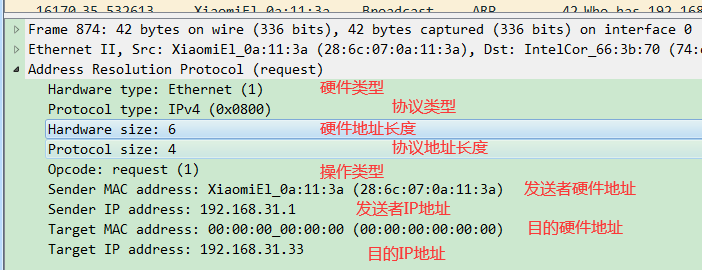 16170 35.532613 XiaomiEl_0a:11:3a Broadcast ARP 42 Who has 192.168
Frame 874: 42 bytes on wire (336 bits), 42 bytes captured (336 bits) on interface 0
Ethernet II, Src: XiaomiEl_0a:11:3a (28:6c:07:0a:11:3a), Dst: IntelCor_66:3b:70 (74:
Address Resolution Protocol (request)
Hardware type: Ethernet (1) 硬件类型
Protocol type: IPv4 (0x0800) 协议类型
Hardware size: 6 硬件地址长度
Protocol size: 4 协议地址长度
Opcode: request (1) 操作类型
Sender MAC address: XiaomiEl_0a:11:3a (28:6c:07:0a:11:3a) 发送者硬件地址
Sender IP address: 192.168.31.1 发送者IP地址
Target MAC address: 00:00:00_00:00:00 (00:00:00:00:00:00) 目的硬件地址
Target IP address: 192.168.31.33 目的IP地址